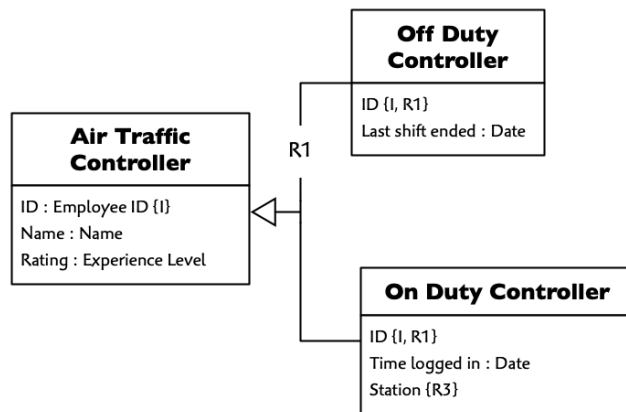 Off Duty
Controller
ID {I, R1}
Last shift ended : Date
R1
Air Traffic
Controller
ID : Employee ID {I}
Name : Name
Rating : Experience Level
On Duty Controller
ID {I, R1}
Time logged in : Date
Station {R3}